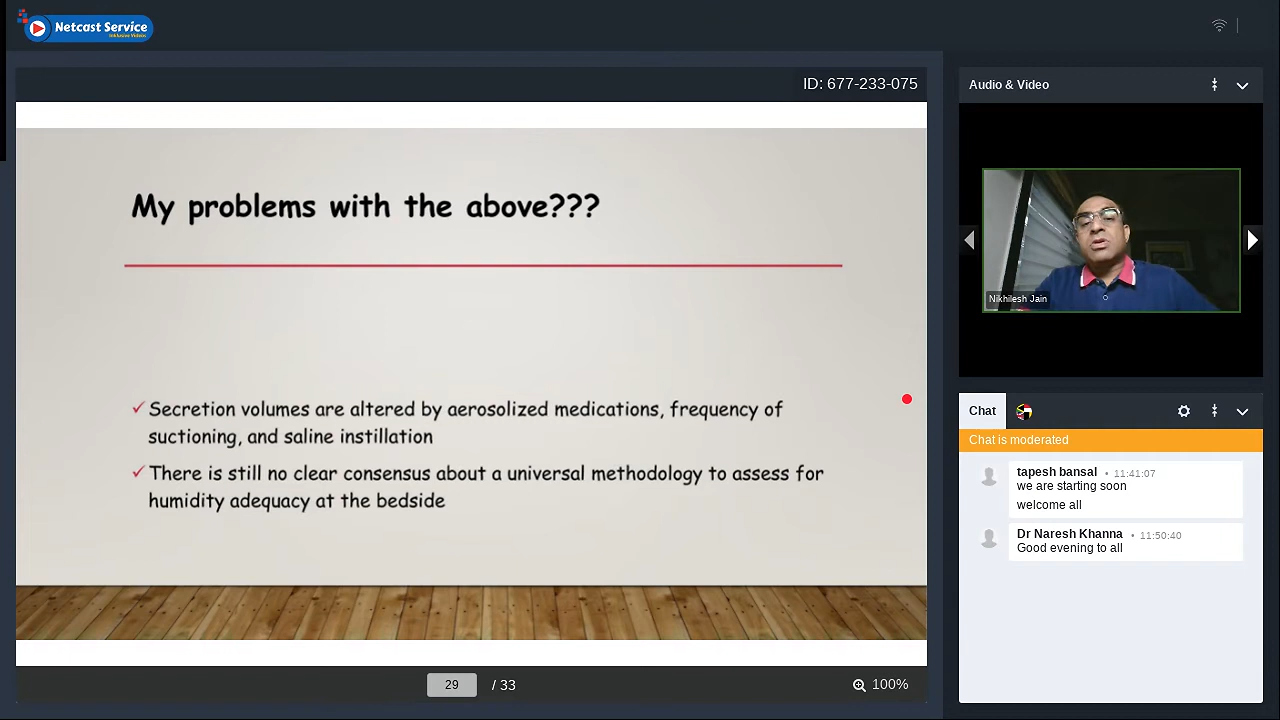 Netcast Service
Inklusive Videos
ID: 677-233-075
My problems with the above???
✓Secretion volumes are altered by aerosolized medications, frequency of
suctioning, and saline instillation
✓There is still no clear consensus about a universal methodology to assess for
humidity adequacy at the bedside
29 / 33
100%
Audio & Video
Nikhilesh Jain
Chat
Chat is moderated
tapesh bansal • 11:41:07
we are starting soon
welcome all
Dr Naresh Khanna • 11:50:40
Good evening to all